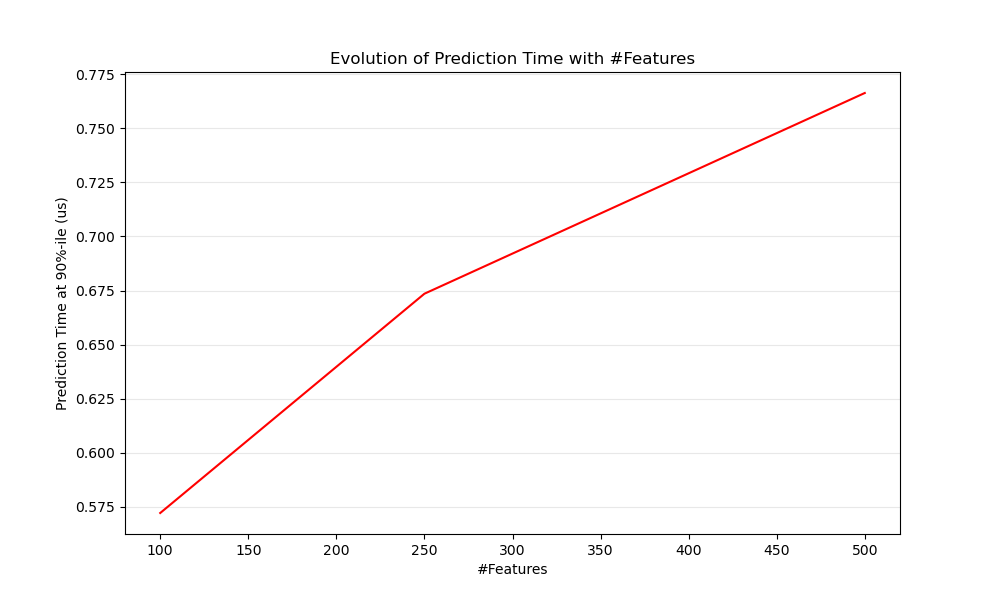 Evolution of Prediction Time with #Features
Prediction Time at 90%-ile (us)
0.775
0.750
0.725
0.700
0.675
0.650
0.625
0.600
0.575
100 150 200 250 300 350 400 450 500
#Features